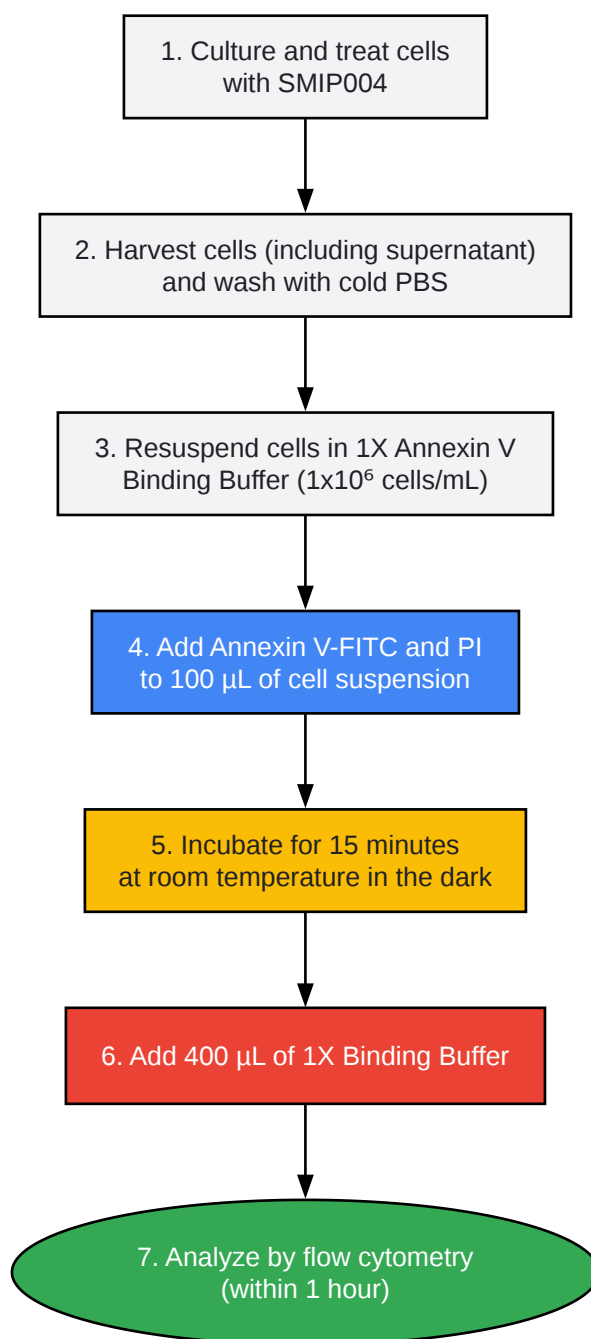 1. Culture and treat cells
with SMIP004
2. Harvest cells (including supernatant)
and wash with cold PBS
3. Resuspend cells in 1X Annexin V
Binding Buffer (1x10⁶ cells/mL)
4. Add Annexin V-FITC and PI
to 100 µL of cell suspension
5. Incubate for 15 minutes
at room temperature in the dark
6. Add 400 µL of 1X Binding Buffer
7. Analyze by flow cytometry
(within 1 hour)